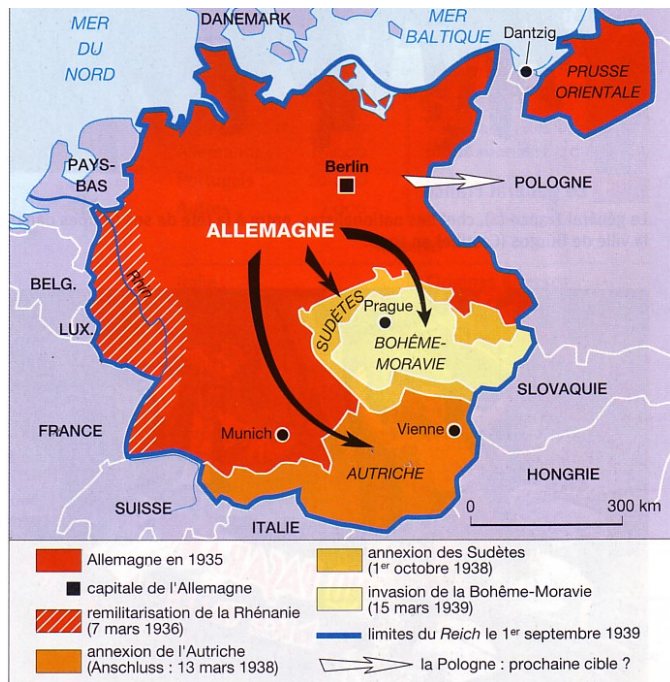 MER
DU
NORD
DANEMARK
MER
BALTIQUE
Dantzig
PRUSSE
ORIENTALE
PAYS-
BAS
Berlin
POLOGNE
ALLEMAGNE
Rhin
BELG.
LUX.
SUDÈTES
Prague
BOHÊME-
MORAVIE
SLOVAQUIE
FRANCE
Munich
Vienne
AUTRICHE
HONGRIE
SUISSE
ITALIE
0 300 km
Allemagne en 1935
capitale de l'Allemagne
remilitarisation de la Rhénanie
(7 mars 1936)
annexion de l'Autriche
(Anschluss : 13 mars 1938)
annexion des Sudètes
(1er octobre 1938)
invasion de la Bohême-Moravie
(15 mars 1939)
limites du Reich le 1er septembre 1939
la Pologne : prochaine cible ?